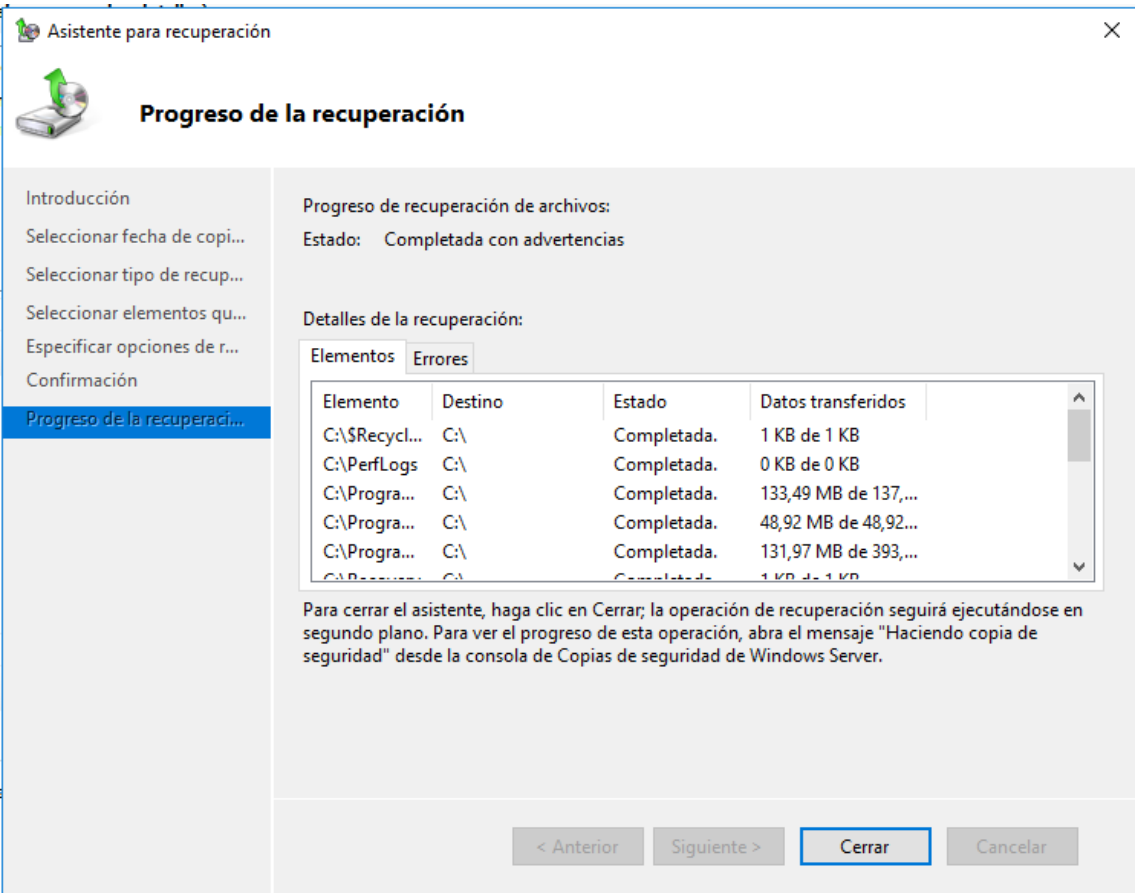 Asistente para recuperación
Progreso de la recuperación
Introducción
Seleccionar fecha de copi...
Seleccionar tipo de recup...
Seleccionar elementos qu...
Especificar opciones de r...
Confirmación
Progreso de la recuperaci...
Progreso de recuperación de archivos:
Estado: Completada con advertencias
Detalles de la recuperación:
Elementos Errores
Elemento Destino Estado Datos transferidos
C:\$Recycl... C:\ Completada. 1 KB de 1 KB
C:\PerfLogs C:\ Completada. 0 KB de 0 KB
C:\Progra... C:\ Completada. 133,49 MB de 137,...
C:\Progra... C:\ Completada. 48,92 MB de 48,92...
C:\Progra... C:\ Completada. 131,97 MB de 393,...
C:\ Completada 1 KB de 1 KB
Para cerrar el asistente, haga clic en Cerrar; la operación de recuperación seguirá ejecutándose en
segundo plano. Para ver el progreso de esta operación, abra el mensaje "Haciendo copia de
seguridad" desde la consola de Copias de seguridad de Windows Server.
< Anterior Siguiente > Cerrar Cancelar